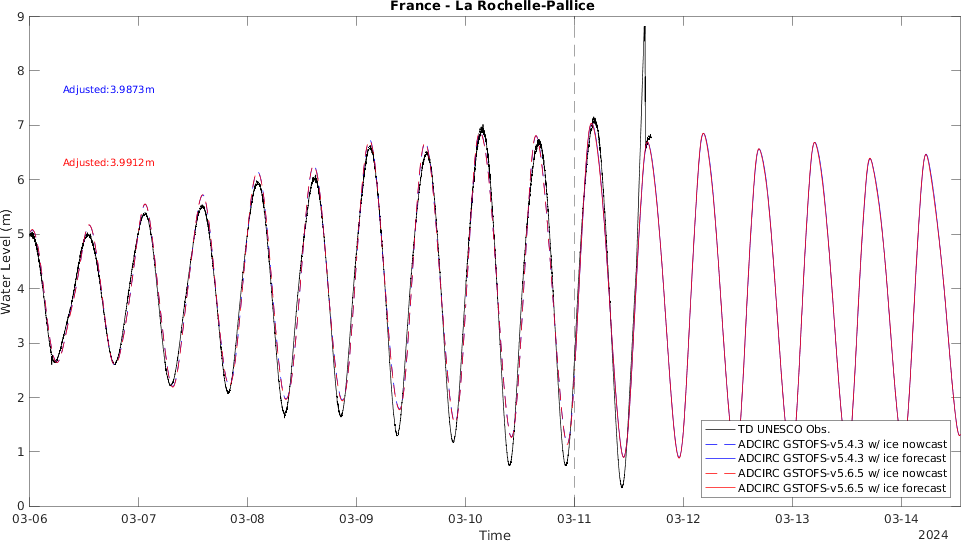 France - La Rochelle-Pallice
9
8
7
6
5
4
3
2
1
0
Water Level (m)
Adjusted:3.9873m
Adjusted:3.9912m
TD UNESCO Obs.
ADCIRC GSTOFS-v5.4.3 w/ ice nowcast
ADCIRC GSTOFS-v5.4.3 w/ ice forecast
ADCIRC GSTOFS-v5.6.5 w/ ice nowcast
ADCIRC GSTOFS-v5.6.5 w/ ice forecast
03-06 03-07 03-08 03-09 03-10 03-11 03-12 03-13 03-14
Time
2024